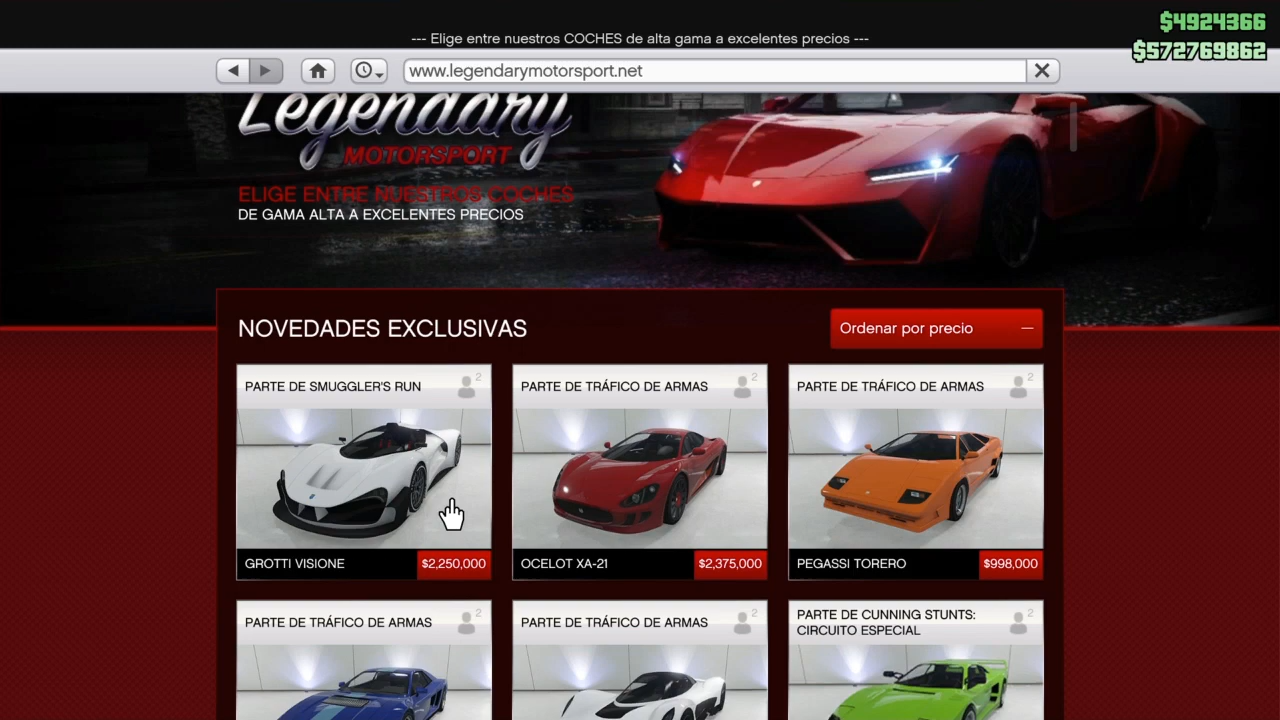 $4924366
--- Elige entre nuestros COCHES de alta gama a excelentes precios ---
$572769862
www.legendarymotorsport.net
Legendary
MOTORSPORT
ELIGE ENTRE NUESTROS COCHES
DE GAMA ALTA A EXCELENTES PRECIOS
NOVEDADES EXCLUSIVAS
Ordenar por precio
PARTE DE SMUGGLER'S RUN
2
PARTE DE TRÁFICO DE ARMAS
2
PARTE DE TRÁFICO DE ARMAS
2
GROTTI VISIONE
$2,250,000
OCELOT XA-21
$2,375,000
PEGASSI TORERO
$998,000
PARTE DE TRÁFICO DE ARMAS
2
PARTE DE TRÁFICO DE ARMAS
2
PARTE DE CUNNING STUNTS:
CIRCUITO ESPECIAL
2